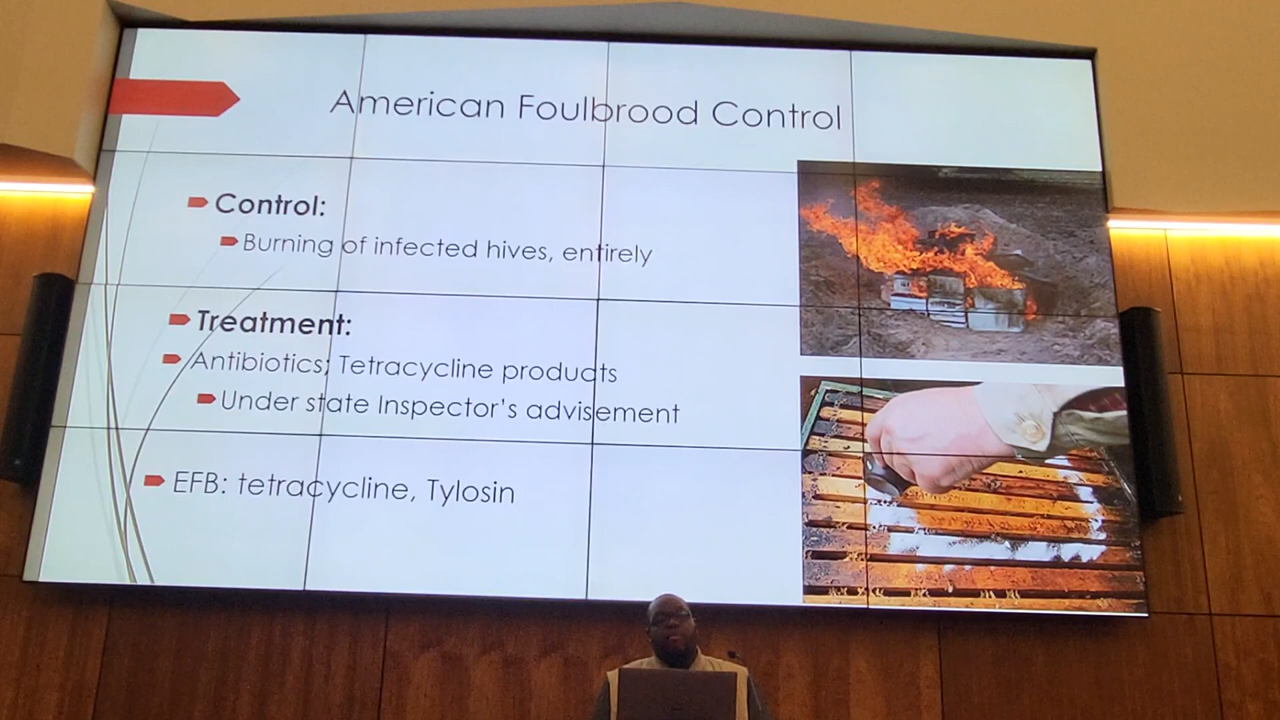 American Foulbrood Control
Control:
Burning of infected hives, entirely
Treatment:
Antibiotics; Tetracycline products
Under state Inspector's advisement
EFB: tetracycline, Tylosin